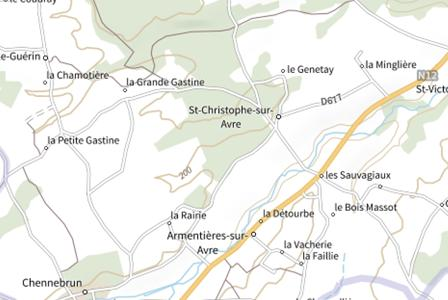 e-Guérin
la Chamotière
la Grande Gastine
le Genetay
la Minglière
N12
St-Victo
D677
St-Christophe-sur-
Avre
la Petite Gastine
200
les Sauvagiaux
le Bois Massot
la Rairie
la Détourbe
Armentières-sur-
Avre
la Vacherie
la Faillie
Chennebrun